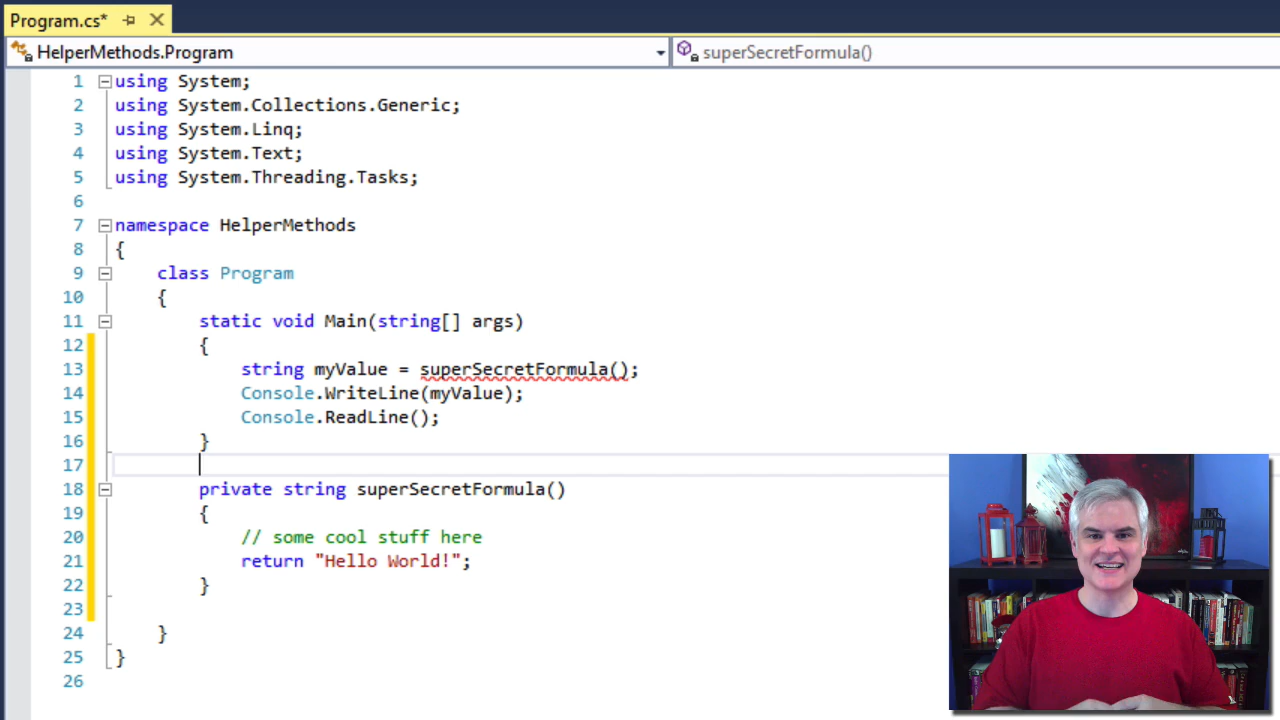 Program.cs*
HelperMethods.Program
superSecretFormula()
1 using System;
2 using System.Collections.Generic;
3 using System.Linq;
4 using System.Text;
5 using System.Threading.Tasks;
6
7 namespace HelperMethods
8 {
9 class Program
10 {
11 static void Main(string[] args)
12 {
13 string myValue = superSecretFormula();
14 Console.WriteLine(myValue);
15 Console.ReadLine();
16 }
17
18 private string superSecretFormula()
19 {
20 // some cool stuff here
21 return "Hello World!";
22 }
23
24 }
25 }
26